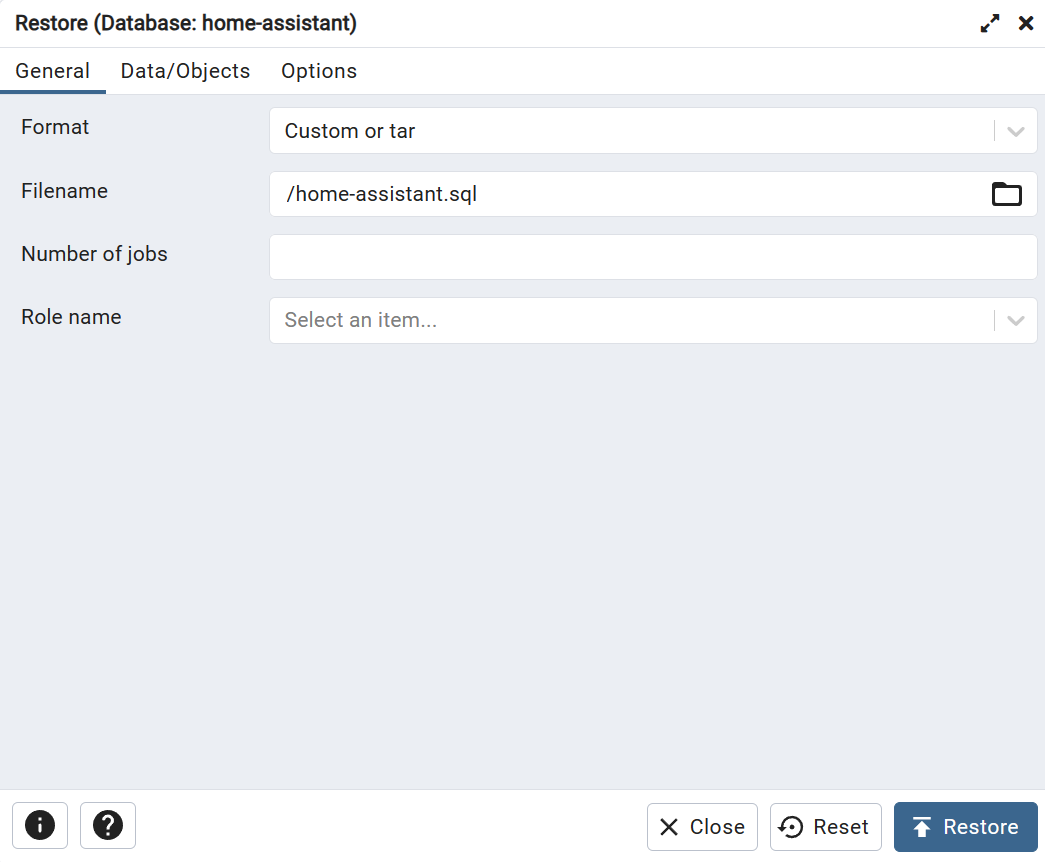 Restore (Database: home-assistant)
General Data/Objects Options
Format Custom or tar
Filename /home-assistant.sql
Number of jobs
Role name Select an item...
Close Reset Restore